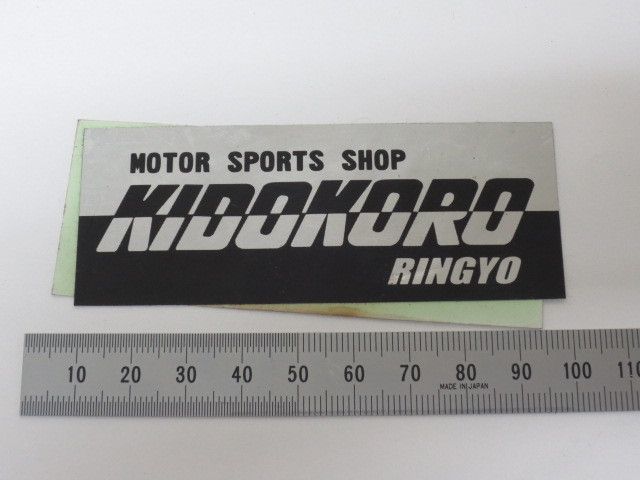 MOTOR SPORTS SHOP
KIDOKORO
RINGYO
10 20 30 40 50 60 70 80 90 100 110
MADE IN JAPAN